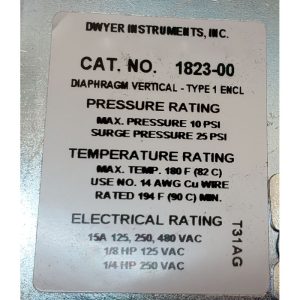 DWYER INSTRUMENTS, INC.
CAT. NO. 1823-00
DIAPHRAGM VERTICAL - TYPE 1 ENCL
PRESSURE RATING
MAX. PRESSURE 10 PSI
SURGE PRESSURE 25 PSI
TEMPERATURE RATING
MAX. TEMP. 180 F (82 C)
USE NO. 14 AWG Cu WIRE
RATED 194 F (90 C) MIN.
ELECTRICAL RATING
15A 125, 250, 480 VAC
1/8 HP 125 VAC
1/4 HP 250 VAC
T31AG